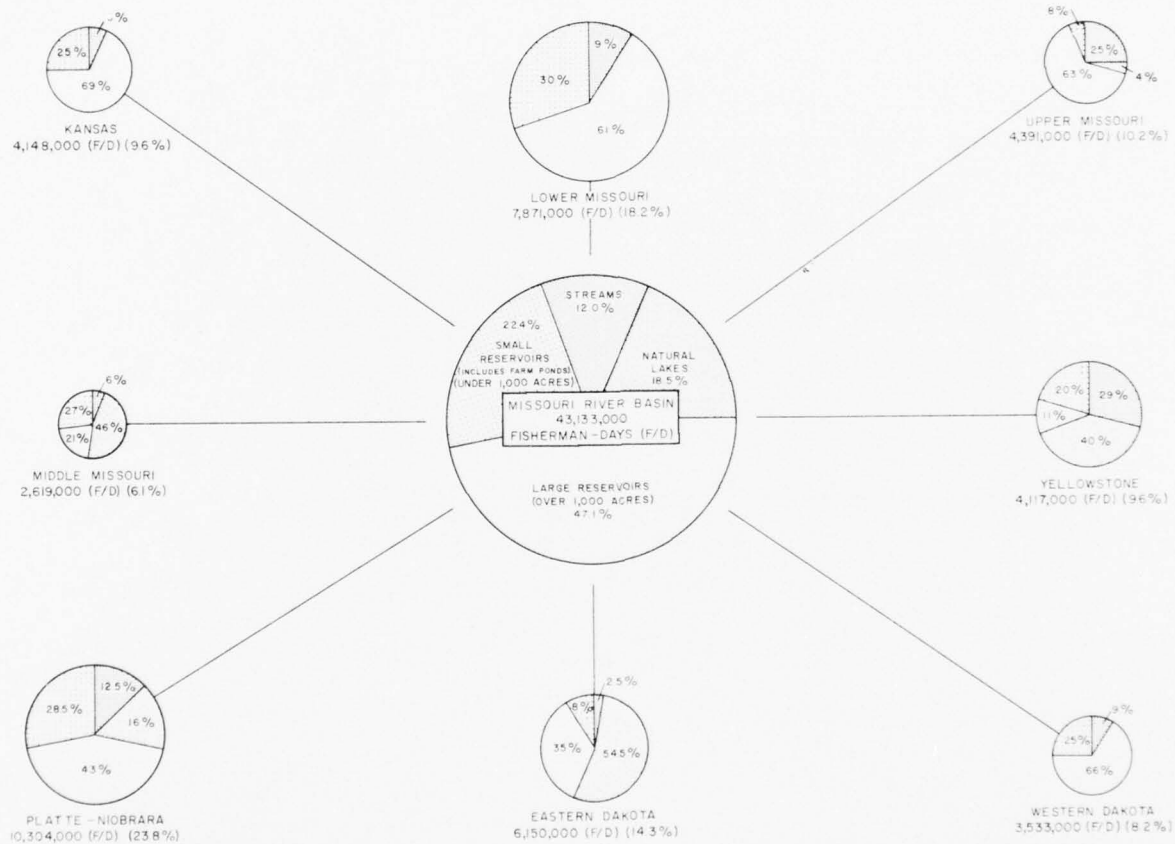 25%
69%
KANSAS
4,148,000 (F/D) (9.6%)
9%
30%
61%
LOWER MISSOURI
7,871,000 (F/D) (18.2%)
8%
25%
63%
4%
UPPER MISSOURI
4,391,000 (F/D) (10.2%)
STREAMS
12.0%
22.4%
SMALL
RESERVOIRS
(INCLUDES FARM PONDS)
(UNDER 1,000 ACRES)
NATURAL
LAKES
18.5%
MISSOURI RIVER BASIN
43,133,000
FISHERMAN-DAYS (F/D)
LARGE RESERVOIRS
(OVER 1,000 ACRES)
47.1%
6%
27%
46%
21%
MIDDLE MISSOURI
2,619,000 (F/D) (6.1%)
20%
29%
11%
40%
YELLOWSTONE
4,117,000 (F/D) (9.6%)
12.5%
28.5%
16%
43%
PLATTE-NIOBRARA
10,304,000 (F/D) (23.8%)
2.5%
8%
35%
54.5%
EASTERN DAKOTA
6,150,000 (F/D) (14.3%)
9%
25%
66%
WESTERN DAKOTA
3,533,000 (F/D) (8.2%)